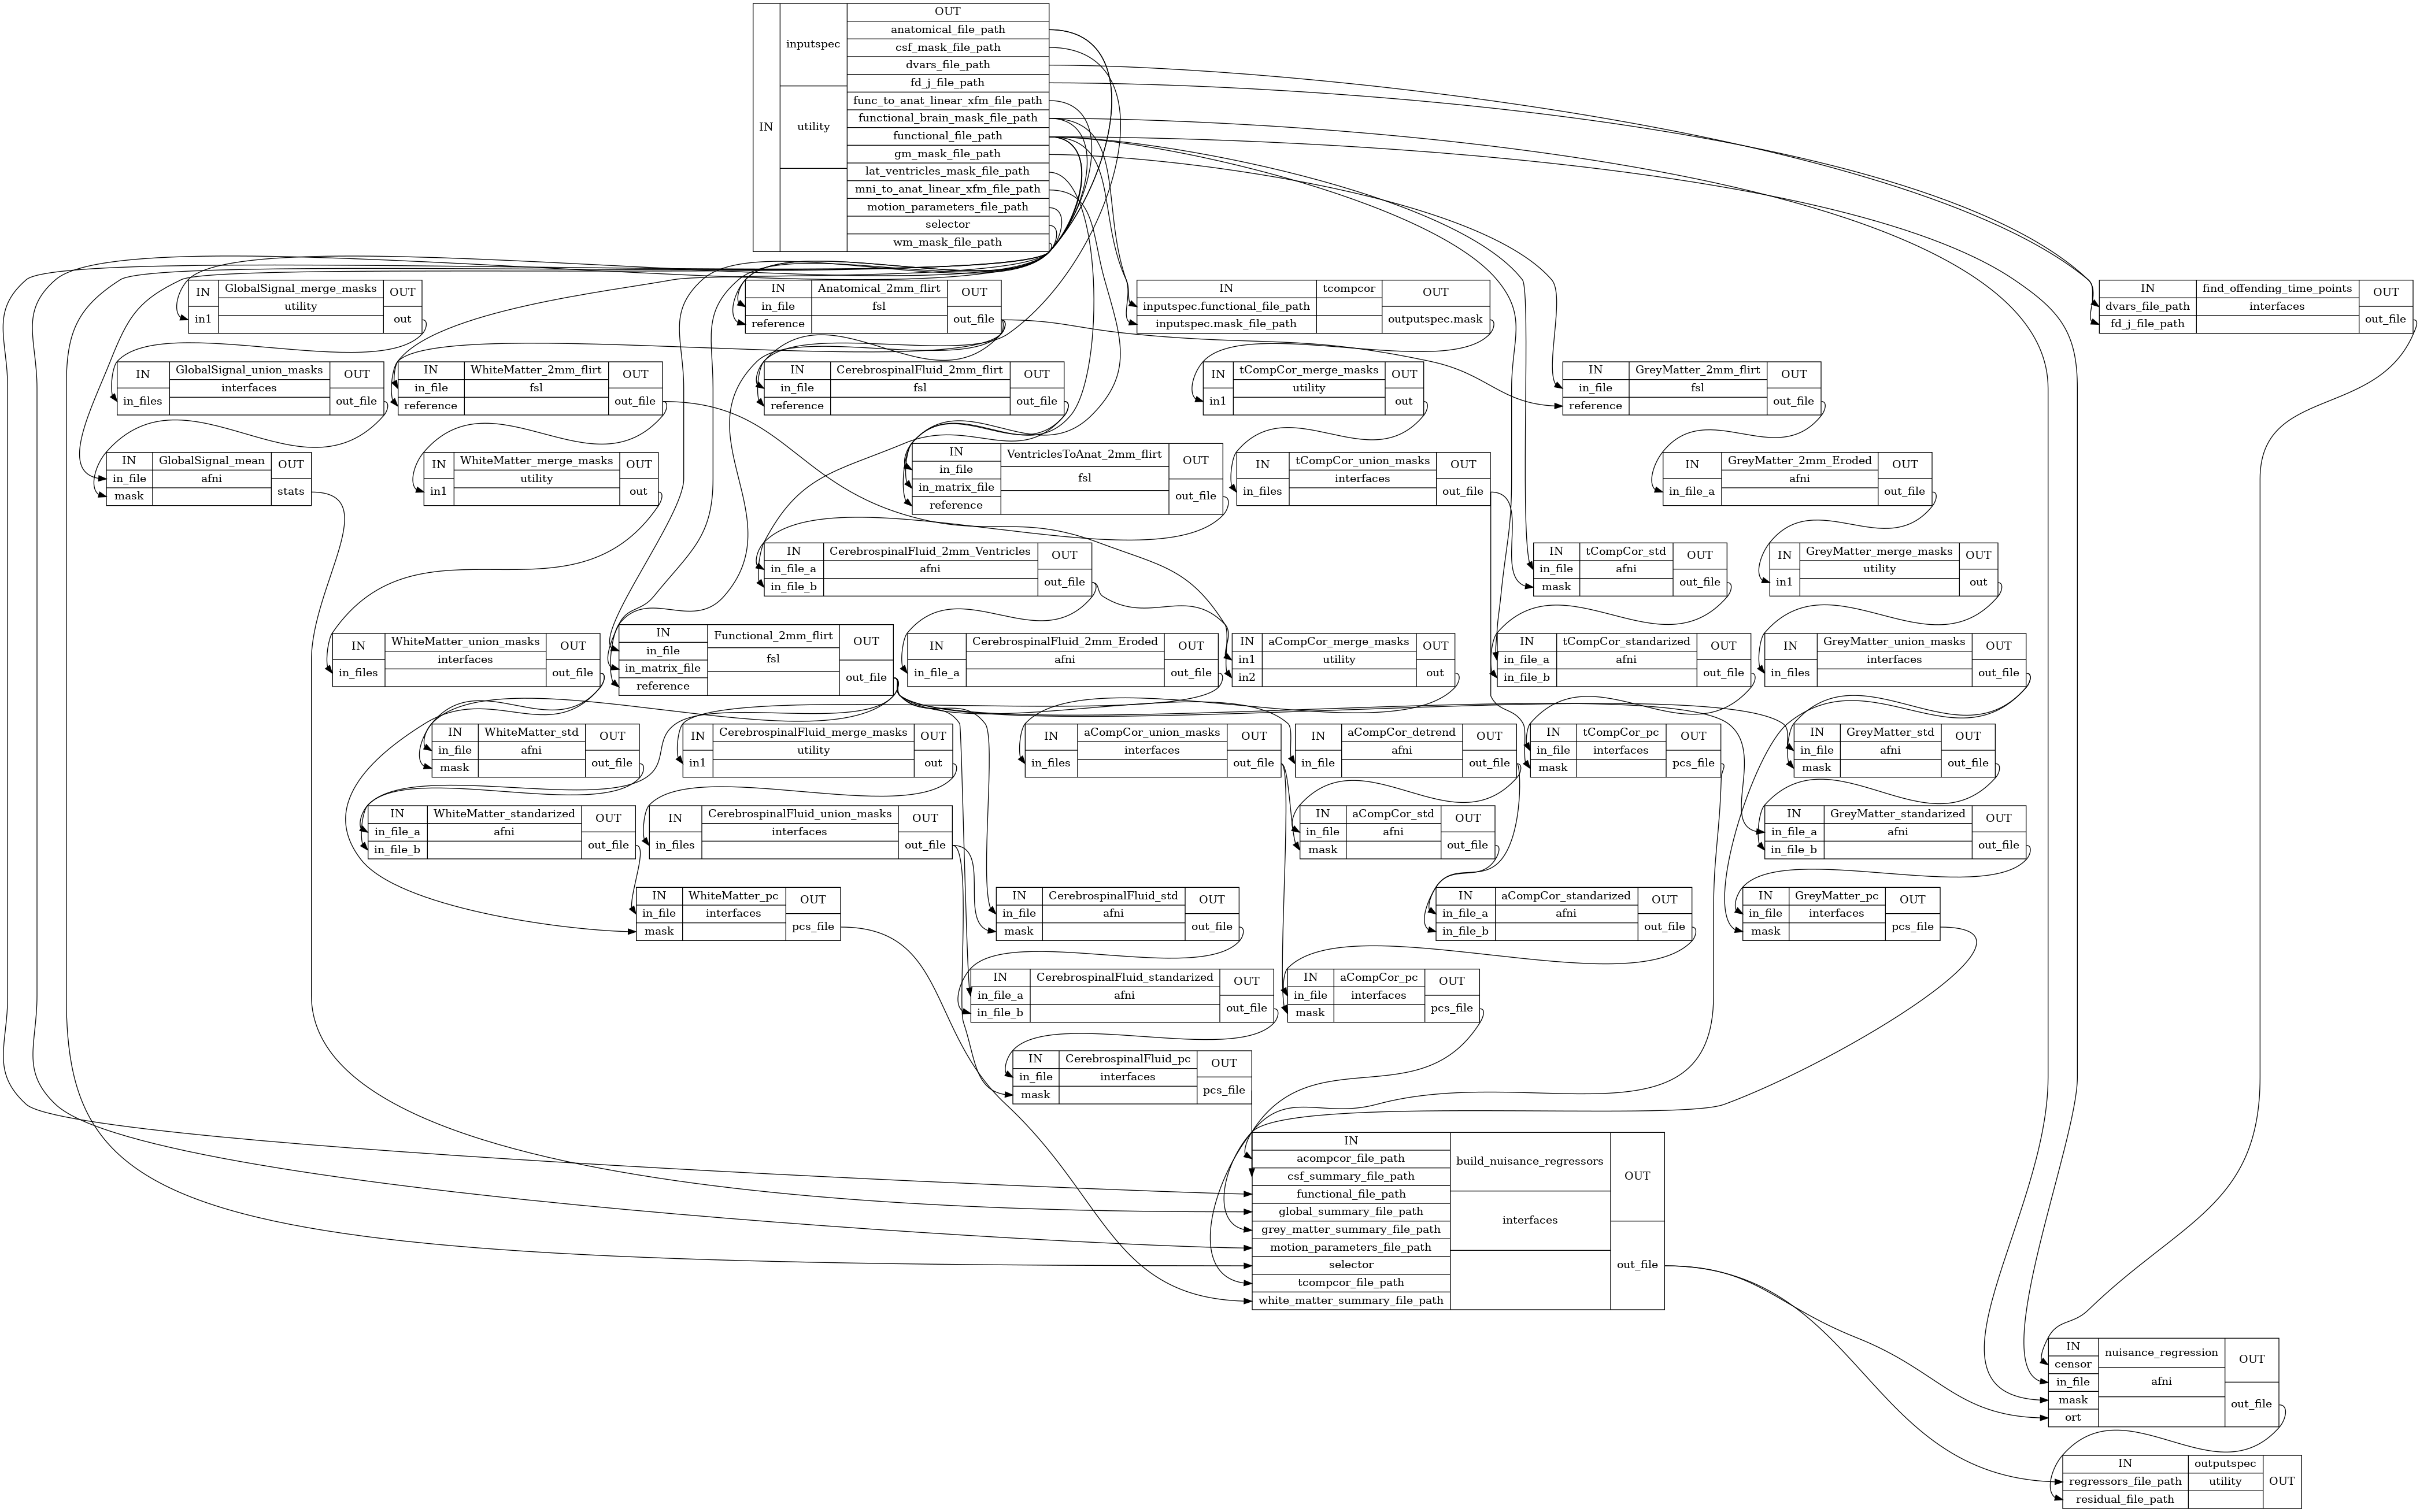 IN
inputspec
utility
OUT
anatomical_file_path
csf_mask_file_path
dvars_file_path
fd_j_file_path
func_to_anat_linear_xfm_file_path
functional_brain_mask_file_path
functional_file_path
gm_mask_file_path
lat_ventricles_mask_file_path
mni_to_anat_linear_xfm_file_path
motion_parameters_file_path
selector
wm_mask_file_path
IN
in1
GlobalSignal_merge_masks
utility
OUT
out
IN
in_file
reference
Anatomical_2mm_flirt
fsl
OUT
out_file
IN
inputspec.functional_file_path
inputspec.mask_file_path
tcompcor
OUT
outputspec.mask
IN
dvars_file_path
fd_j_file_path
find_offending_time_points
interfaces
OUT
out_file
IN
in_files
GlobalSignal_union_masks
interfaces
OUT
out_file
IN
in_file
reference
WhiteMatter_2mm_flirt
fsl
OUT
out_file
IN
in_file
reference
CerebrospinalFluid_2mm_flirt
fsl
OUT
out_file
IN
in1
tCompCor_merge_masks
utility
OUT
out
IN
in_file
reference
GreyMatter_2mm_flirt
fsl
OUT
out_file
IN
in_file
mask
GlobalSignal_mean
afni
OUT
stats
IN
in1
WhiteMatter_merge_masks
utility
OUT
out
IN
in_file
in_matrix_file
reference
VentriclesToAnat_2mm_flirt
fsl
OUT
out_file
IN
in_files
tCompCor_union_masks
interfaces
OUT
out_file
IN
in_file_a
GreyMatter_2mm_Eroded
afni
OUT
out_file
IN
in_file_a
in_file_b
CerebrospinalFluid_2mm_Ventricles
afni
OUT
out_file
IN
in_file
mask
tCompCor_std
afni
OUT
out_file
IN
in1
GreyMatter_merge_masks
utility
OUT
out
IN
in_files
WhiteMatter_union_masks
interfaces
OUT
out_file
IN
in_file
in_matrix_file
reference
Functional_2mm_flirt
fsl
OUT
out_file
IN
in_file_a
CerebrospinalFluid_2mm_Eroded
afni
OUT
out_file
IN
in1
in2
aCompCor_merge_masks
utility
OUT
out
IN
in_file_a
in_file_b
tCompCor_standarized
afni
OUT
out_file
IN
in_files
GreyMatter_union_masks
interfaces
OUT
out_file
IN
in_file
mask
WhiteMatter_std
afni
OUT
out_file
IN
in1
CerebrospinalFluid_merge_masks
utility
OUT
out
IN
in_files
aCompCor_union_masks
interfaces
OUT
out_file
IN
in_file
aCompCor_detrend
afni
OUT
out_file
IN
in_file
mask
tCompCor_pc
interfaces
OUT
pcs_file
IN
in_file
mask
GreyMatter_std
afni
OUT
out_file
IN
in_file_a
in_file_b
WhiteMatter_standarized
afni
OUT
out_file
IN
in_files
CerebrospinalFluid_union_masks
interfaces
OUT
out_file
IN
in_file
mask
aCompCor_std
afni
OUT
out_file
IN
in_file_a
in_file_b
GreyMatter_standarized
afni
OUT
out_file
IN
in_file
mask
WhiteMatter_pc
interfaces
OUT
pcs_file
IN
in_file
mask
CerebrospinalFluid_std
afni
OUT
out_file
IN
in_file_a
in_file_b
aCompCor_standarized
afni
OUT
out_file
IN
in_file
mask
GreyMatter_pc
interfaces
OUT
pcs_file
IN
in_file_a
in_file_b
CerebrospinalFluid_standarized
afni
OUT
out_file
IN
in_file
mask
aCompCor_pc
interfaces
OUT
pcs_file
IN
in_file
mask
CerebrospinalFluid_pc
interfaces
OUT
pcs_file
IN
acompcor_file_path
csf_summary_file_path
functional_file_path
global_summary_file_path
grey_matter_summary_file_path
motion_parameters_file_path
selector
tcompcor_file_path
white_matter_summary_file_path
build_nuisance_regressors
interfaces
OUT
out_file
IN
censor
in_file
mask
ort
nuisance_regression
afni
OUT
out_file
IN
regressors_file_path
residual_file_path
outputspec
utility
OUT